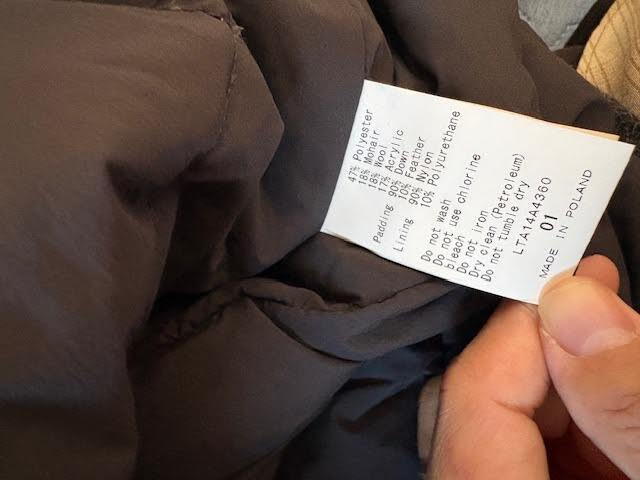 47% Polyester
18% Mohair
18% Wool
17% Acrylic
Padding 90% Down
10% Feather
Lining 90% Nylon
10% Polyurethane
Do not wash
Do not use chlorine
bleach
Do not iron
Dry clean (Petroleum)
Do not tumble dry
LTA14A4360
01
MADE IN POLAND